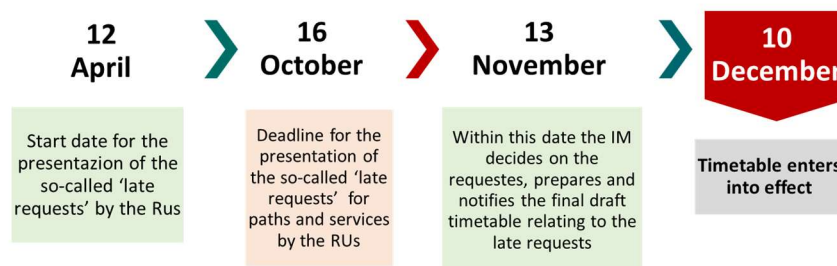 12
April
16
October
13
November
10
December
Start date for the
presentazion of the
so-called ‘late
requests’ by the Rus
Deadline for the
presentation of
the so-called ‘late
requests’ for
paths and services
by the RUs
Within this date the IM
decides on the
requestes, prepares and
notifies the final draft
timetable relating to the
late requests
Timetable enters
into effect